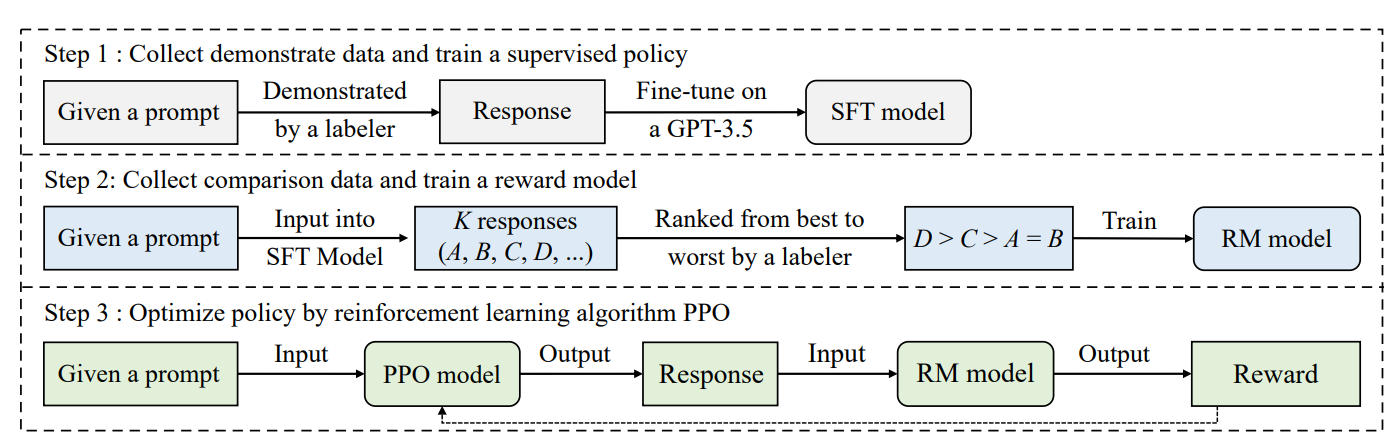 Step 1 : Collect demonstrate data and train a supervised policy
Given a prompt
Demonstrated
by a labeler
Response
Fine-tune on
a GPT-3.5
SFT model
Step 2: Collect comparison data and train a reward model
Given a prompt
Input into
SFT Model
K responses
(A, B, C, D, ...)
Ranked from best to
worst by a labeler
D > C > A = B
Train
RM model
Step 3 : Optimize policy by reinforcement learning algorithm PPO
Given a prompt
Input
PPO model
Output
Response
Input
RM model
Output
Reward